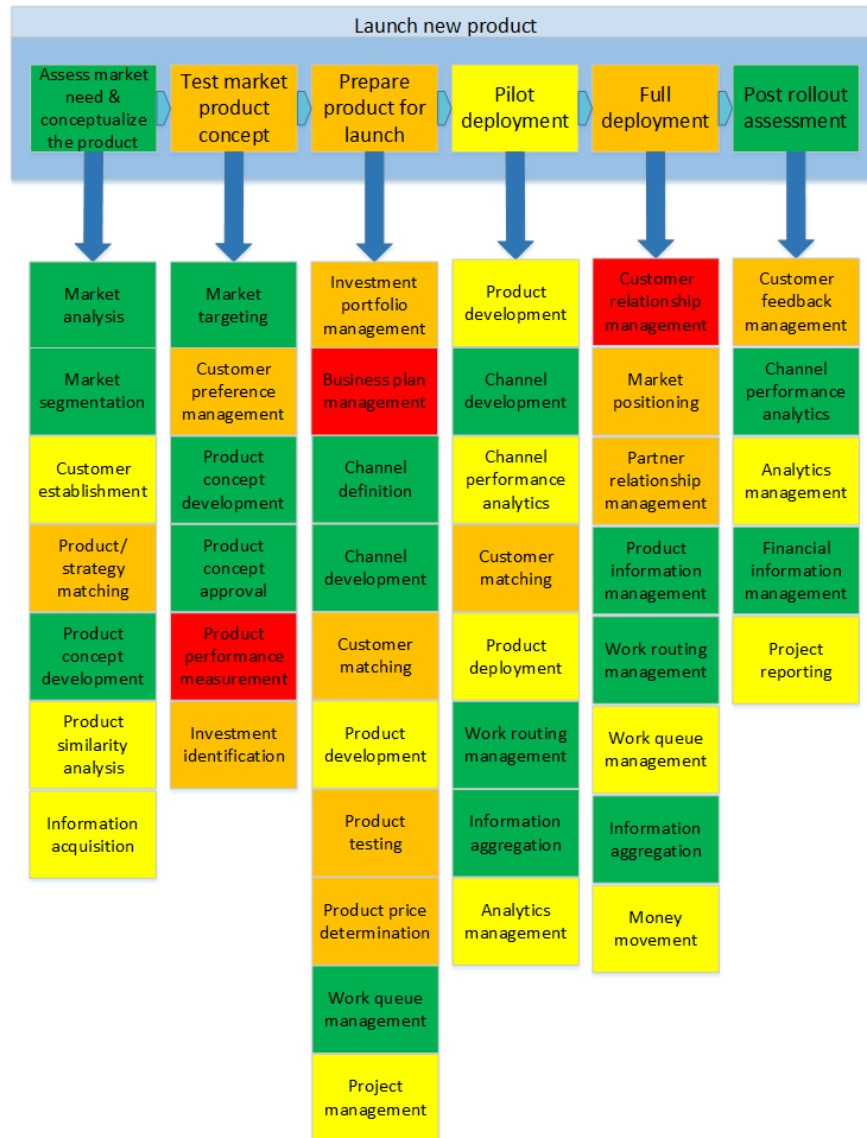 Launch new product
Assess market
need &
conceptualize
the product
Test market
product
concept
Prepare
product for
launch
Pilot
deployment
Full
deployment
Post rollout
assessment
Market
analysis
Market
segmentation
Customer
establishment
Product/
strategy
matching
Product
concept
development
Product
similarity
analysis
Information
acquisition
Market
targeting
Customer
preference
management
Product
concept
development
Product
concept
approval
Product
performance
measurement
Investment
identification
Investment
portfolio
management
Business plan
management
Channel
definition
Channel
development
Customer
matching
Product
development
Product
testing
Product price
determination
Work queue
management
Project
management
Product
development
Channel
development
Channel
performance
analytics
Customer
matching
Product
deployment
Work routing
management
Information
aggregation
Analytics
management
Customer
relationship
management
Market
positioning
Partner
relationship
management
Product
information
management
Work routing
management
Work queue
management
Information
aggregation
Money
movement
Customer
feedback
management
Channel
performance
analytics
Analytics
management
Financial
information
management
Project
reporting